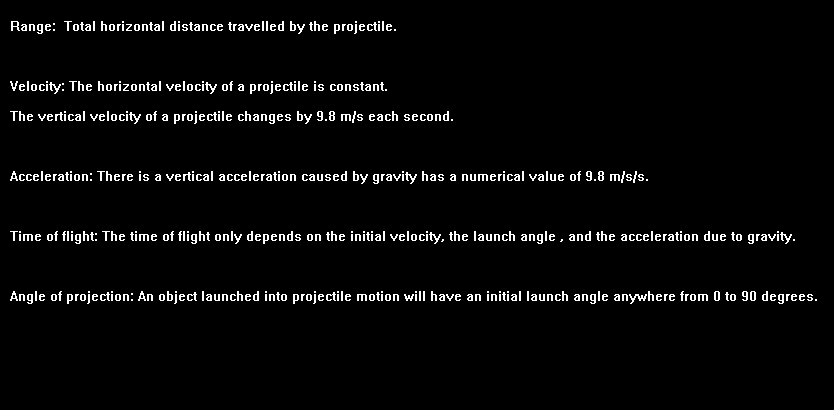 Range:  Total horizontal distance travelled by the projectile.
Velocity: The horizontal velocity of a projectile is constant.
The vertical velocity of a projectile changes by 9.8 m/s each second.
Acceleration: There is a vertical acceleration caused by gravity has a numerical value of 9.8 m/s/s.
Time of flight: The time of flight only depends on the initial velocity, the launch angle , and the acceleration due to gravity.
Angle of projection: An object launched into projectile motion will have an initial launch angle anywhere from 0 to 90 degrees.